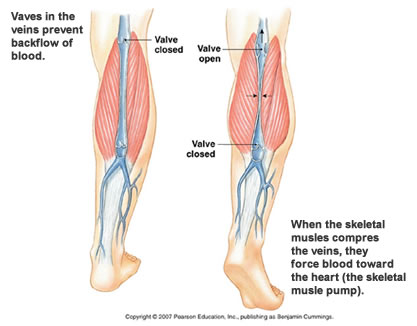 Vaves in the
veins prevent
backflow of
blood.
Valve
closed
Valve
open
Valve
closed
When the skeletal
musles compres
the veins, they
force blood toward
the heart (the skeletal
musle pump).
Copyright © 2007 Pearson Education, Inc., publishing as Benjamin Cummings.